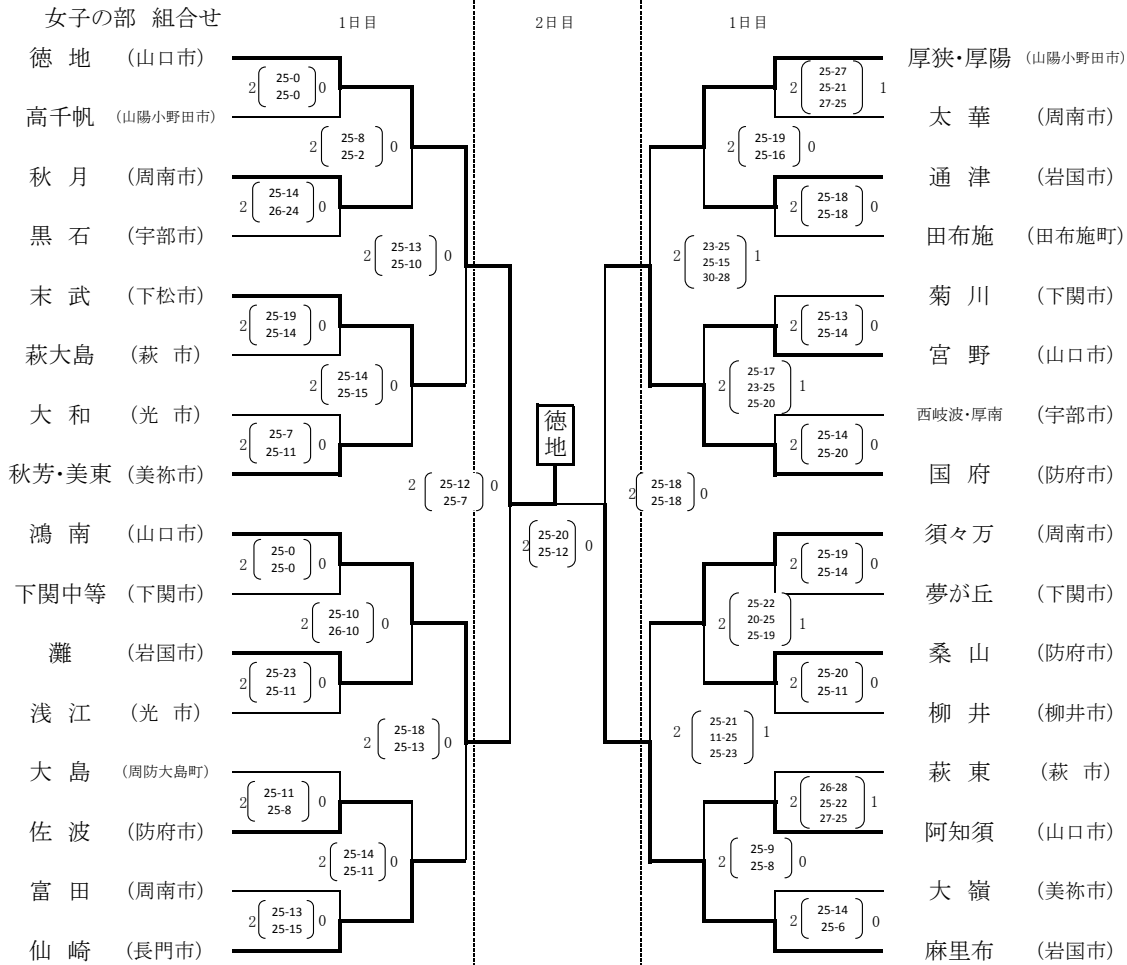 女子の部 組合せ
1日目
2日目
1日目
徳 地 (山口市)
2 25-0 0
25-0
高千帆 (山陽小野田市)
2 25-8 0
25-2
秋 月 (周南市)
2 25-14 0
26-24
黒 石 (宇部市)
2 25-13 0
25-10
末 武 (下松市)
2 25-19 0
25-14
萩大島 (萩 市)
2 25-14 0
25-15
大 和 (光 市)
2 25-7 0
25-11
秋芳・美東 (美祢市)
2 25-12 0
25-7
鴻 南 (山口市)
2 25-0 0
25-0
下関中等 (下関市)
2 25-10 0
26-10
灘 (岩国市)
2 25-23 0
25-11
浅 江 (光 市)
2 25-18 0
25-13
大 島 (周防大島町)
2 25-11 0
25-8
佐 波 (防府市)
2 25-14 0
25-11
富 田 (周南市)
2 25-13 0
25-15
仙 崎 (長門市)
徳地
2 25-20 0
25-12
厚狭・厚陽 (山陽小野田市)
2 25-27 1
25-21
27-25
太 華 (周南市)
2 25-19 0
25-16
通 津 (岩国市)
2 25-18 0
25-18
田布施 (田布施町)
2 23-25 1
25-15
30-28
菊 川 (下関市)
2 25-13 0
25-14
宮 野 (山口市)
2 25-17 1
23-25
25-20
西岐波・厚南 (宇部市)
2 25-14 0
25-20
国 府 (防府市)
2 25-18 0
25-18
須々万 (周南市)
2 25-19 0
25-14
夢が丘 (下関市)
2 25-22 1
20-25
25-19
桑 山 (防府市)
2 25-20 0
25-11
柳 井 (柳井市)
2 25-21 1
11-25
25-23
萩 東 (萩 市)
2 26-28 1
25-22
27-25
阿知須 (山口市)
2 25-9 0
25-8
大 嶺 (美祢市)
2 25-14 0
25-6
麻里布 (岩国市)